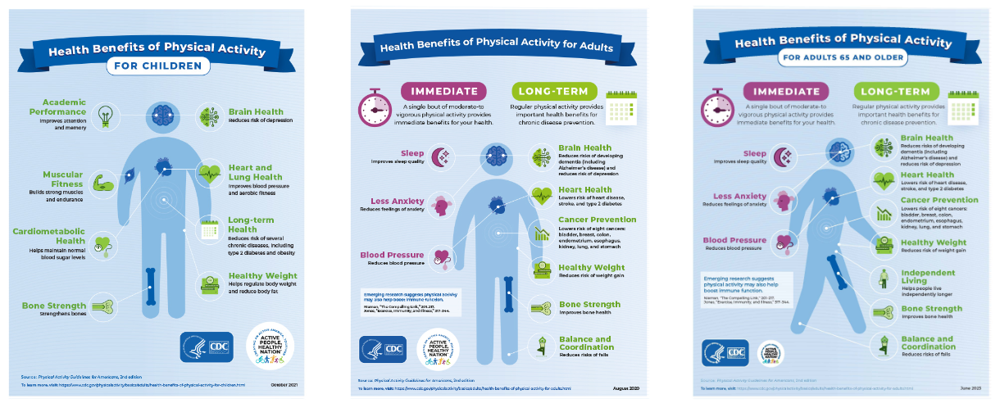 Health Benefits of Physical Activity
FOR CHILDREN
Academic
Performance
Improves attention
and memory
Muscular
Fitness
Builds strong muscles
and endurance
Cardiometabolic
Health
Helps maintain normal
blood sugar levels
Bone Strength
Strengthens bones
Brain Health
Reduces risk of depression
Heart and
Lung Health
Improves blood pressure
and aerobic fitness
Long-term
Health
Reduces risk of several
chronic diseases, including
type 2 diabetes and obesity
Healthy Weight
Helps regulate body weight
and reduce body fat
CDC
ACTIVE
PEOPLE,
HEALTHY
NATION
Source: Physical Activity Guidelines for Americans, 2nd edition
To learn more, visit: https://www.cdc.gov/physicalactivity/basics/adults/health-benefits-of-physical-activity-for-children.html
October 2021
Health Benefits of Physical Activity for Adults
IMMEDIATE
A single bout of moderate-to
vigorous physical activity provides
immediate benefits for your health.
LONG-TERM
Regular physical activity provides
important health benefits for
chronic disease prevention.
Sleep
Improves sleep quality
Less Anxiety
Reduces feelings of anxiety
Blood Pressure
Reduces blood pressure
Emerging research suggests physical activity
may also help boost immune function.
Nieman, "The Compelling Link," 201-217.
Jones, "Exercise, Immunity, and Illness," 317-344.
Brain Health
Reduces risks of developing
dementia (including
Alzheimer's disease) and
reduces risk of depression
Heart Health
Lowers risk of heart disease,
stroke, and type 2 diabetes
Cancer Prevention
Lowers risk of eight cancers:
bladder, breast, colon,
endometrium, esophagus,
kidney, lung, and stomach
Healthy Weight
Reduces risk of weight gain
Bone Strength
Improves bone health
Balance and
Coordination
Reduces risks of falls
CDC
ACTIVE
PEOPLE,
HEALTHY
NATION
Source: Physical Activity Guidelines for Americans, 2nd edition
To learn more, visit: https://www.cdc.gov/physicalactivity/basics/adults/health-benefits-of-physical-activity.html
August 2020
Health Benefits of Physical Activity
FOR ADULTS 65 AND OLDER
IMMEDIATE
A single bout of moderate-to
vigorous physical activity provides
immediate benefits for your health.
LONG-TERM
Regular physical activity provides
important health benefits for
chronic disease prevention.
Sleep
Improves sleep quality
Less Anxiety
Reduces feelings of anxiety
Blood Pressure
Reduces blood pressure
Emerging research suggests
physical activity may also help
boost immune function.
Nieman, "The Compelling Link," 201-217.
Jones, "Exercise, Immunity, and Illness," 317-344.
Brain Health
Reduces risks of developing
dementia (including
Alzheimer's disease) and
reduces risk of depression
Heart Health
Lowers risk of heart disease,
stroke, and type 2 diabetes
Cancer Prevention
Lowers risk of eight cancers:
bladder, breast, colon,
endometrium, esophagus,
kidney, lung, and stomach
Healthy Weight
Reduces risk of weight gain
Independent
Living
Helps people live
independently longer
Bone Strength
Improves bone health
Balance and
Coordination
Reduces risks of falls
CDC
ACTIVE
PEOPLE,
HEALTHY
NATION
Source: Physical Activity Guidelines for Americans, 2nd edition
To learn more, visit:
June 2023